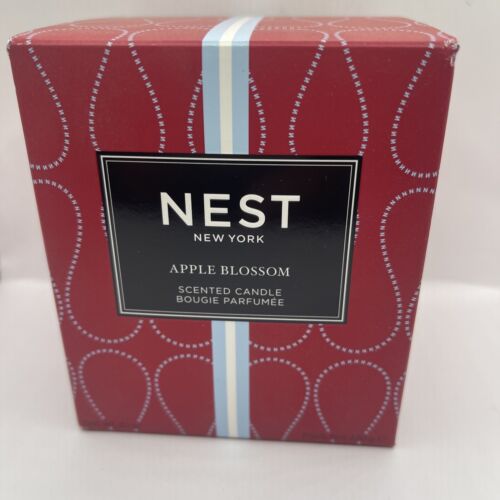 NEST
NEW YORK
APPLE BLOSSOM
SCENTED CANDLE
BOUGIE PARFUMÉE